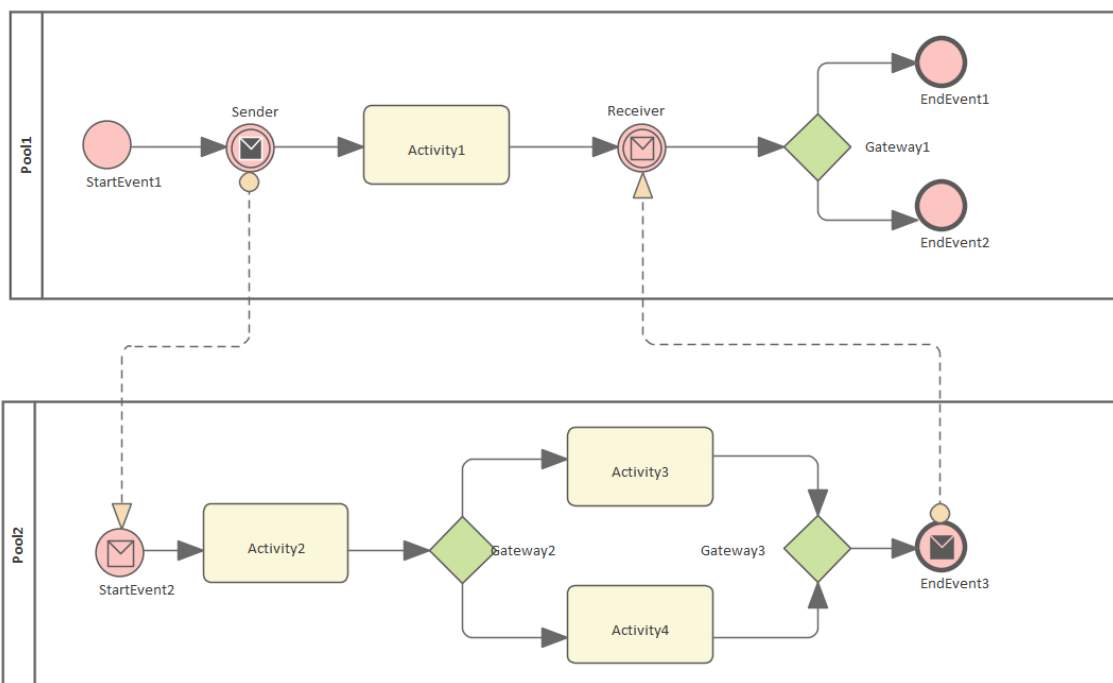 Pool1
StartEvent1
Sender
Activity1
Receiver
Gateway1
EndEvent1
EndEvent2
Pool2
StartEvent2
Activity2
Gateway2
Activity3
Activity4
Gateway3
EndEvent3